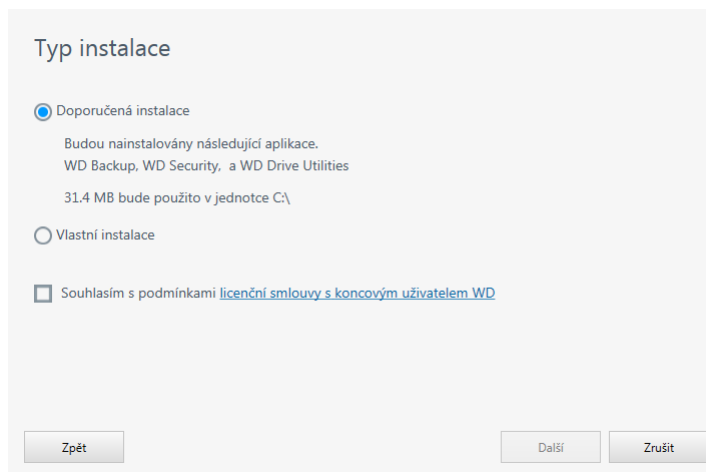 Typ instalace
Doporučená instalace
Budou nainstalovány následující aplikace.
WD Backup, WD Security, a WD Drive Utilities
31.4 MB bude použito v jednotce C:\
Vlastní instalace
Souhlasím s podmínkami licenční smlouvy s koncovým uživatelem WD
Zpět Další Zrušit